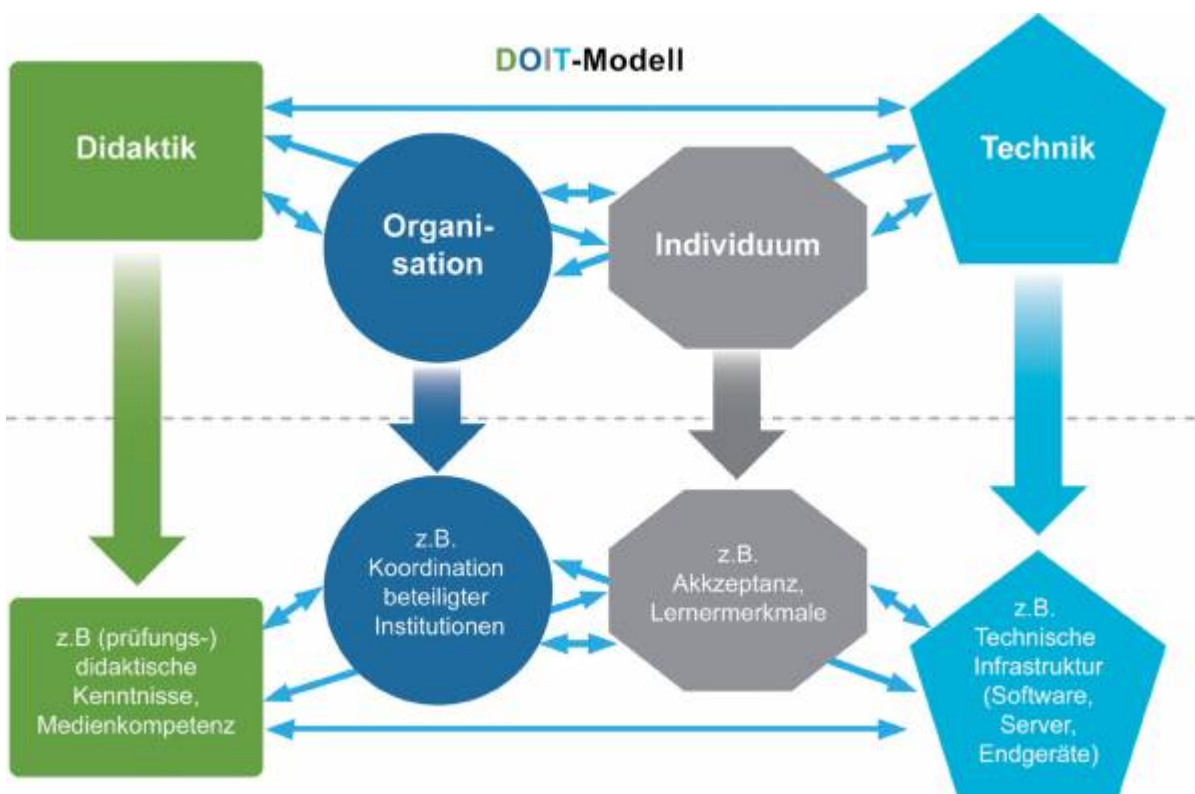 DOIT-Modell
Didaktik
Organi-
sation
Individuum
Technik
z.B (prüfungs-)
didaktische
Kenntnisse,
Medienkompetenz
z.B.
Koordination
beteiligter
Institutionen
z.B.
Akkzeptanz,
Lernermerkmale
z.B.
Technische
Infrastruktur
(Software,
Server,
Endgeräte)